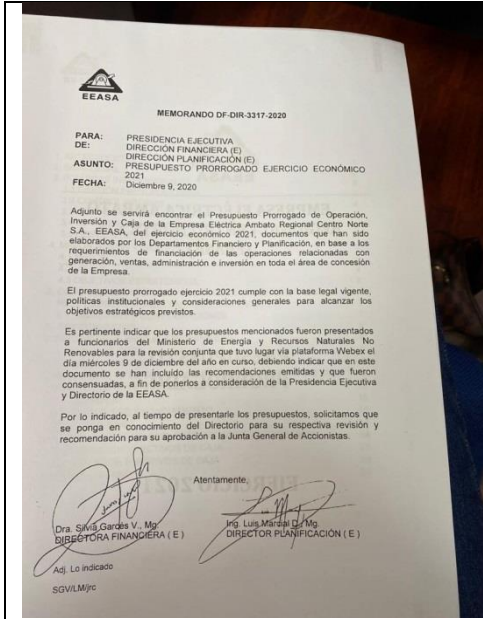 EEASA
MEMORANDO DF-DIR-3317-2020
PARA: PRESIDENCIA EJECUTIVA
DE: DIRECCIÓN FINANCIERA (E)
DIRECCIÓN PLANIFICACIÓN (E)
ASUNTO: PRESUPUESTO PRORROGADO EJERCICIO ECONÓMICO
2021
FECHA: Diciembre 9, 2020
Adjunto se servirá encontrar el Presupuesto Prorrogado de Operación,
Inversión y Caja de la Empresa Eléctrica Ambato Regional Centro Norte
S.A., EEASA, del ejercicio económico 2021, documentos que han sido
elaborados por los Departamentos Financiero y Planificación, en base a los
requerimientos de financiación de las operaciones relacionadas con
generación, ventas, administración e inversión en toda el área de concesión
de la Empresa.
El presupuesto prorrogado ejercicio 2021 cumple con la base legal vigente,
políticas institucionales y consideraciones generales para alcanzar los
objetivos estratégicos previstos.
Es pertinente indicar que los presupuestos mencionados fueron presentados
a funcionarios del Ministerio de Energía y Recursos Naturales No
Renovables para la revisión conjunta que tuvo lugar vía plataforma Webex el
día miércoles 9 de diciembre del año en curso, debiendo indicar que en este
documento se han incluido las recomendaciones emitidas y que fueron
consensuadas, a fin de ponerlos a consideración de la Presidencia Ejecutiva
y Directorio de la EEASA.
Por lo indicado, al tiempo de presentarle los presupuestos, solicitamos que
se ponga en conocimiento del Directorio para su respectiva revisión y
recomendación para su aprobación a la Junta General de Accionistas.
Atentamente,
Dra. Silvia Garcés V., Mg.
DIRECTORA FINANCIERA ( E )
Ing. Luis Marcial D., Mg.
DIRECTOR PLANIFICACIÓN ( E )
Adj. Lo indicado
SGV/LM/jrc